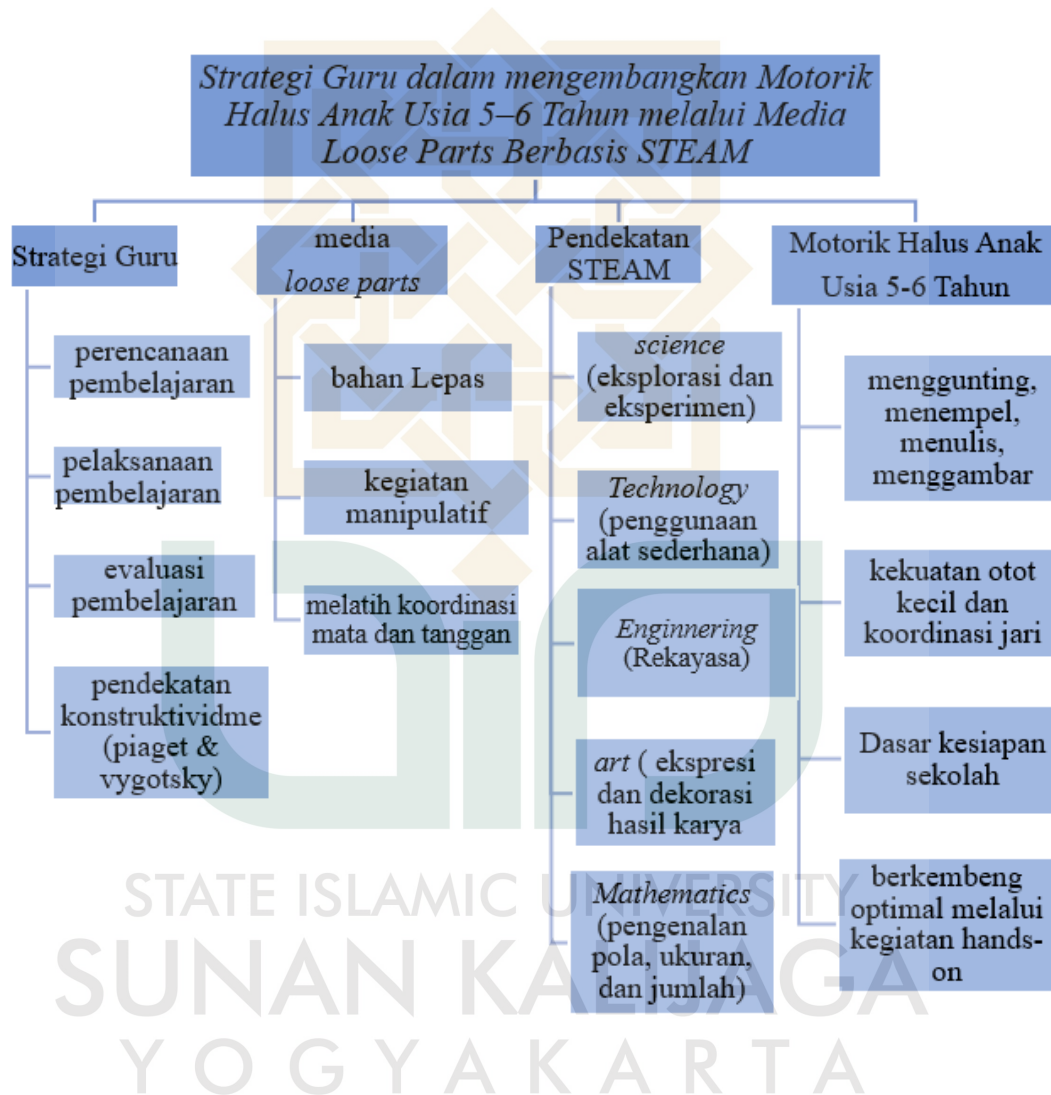 Strategi Guru dalam mengembangkan Motorik
Halus Anak Usia 5–6 Tahun melalui Media
Loose Parts Berbasis STEAM
Strategi Guru
perencanaan
pembelajaran
pelaksanaan
pembelajaran
evaluasi
pembelajaran
pendekatan
konstruktividme
(piaget &
vygotsky)
media
loose parts
bahan Lepas
kegiatan
manipulatif
melatih koordinasi
mata dan tanggan
Pendekatan
STEAM
science
(eksplorasi dan
eksperimen)
Technology
(penggunaan
alat sederhana)
Enginnering
(Rekayasa)
art ( ekspresi
dan dekorasi
hasil karya
Mathematics
(pengenalan
pola, ukuran,
dan jumlah)
Motorik Halus Anak
Usia 5-6 Tahun
menggunting,
menempel,
menulis,
menggambar
kekuatan otot
kecil dan
koordinasi jari
Dasar kesiapan
sekolah
berkembeng
optimal melalui
kegiatan hands-
on
STATE ISLAMIC UNIVERSITY
SUNAN KALIJAGA
YOGYAKARTA